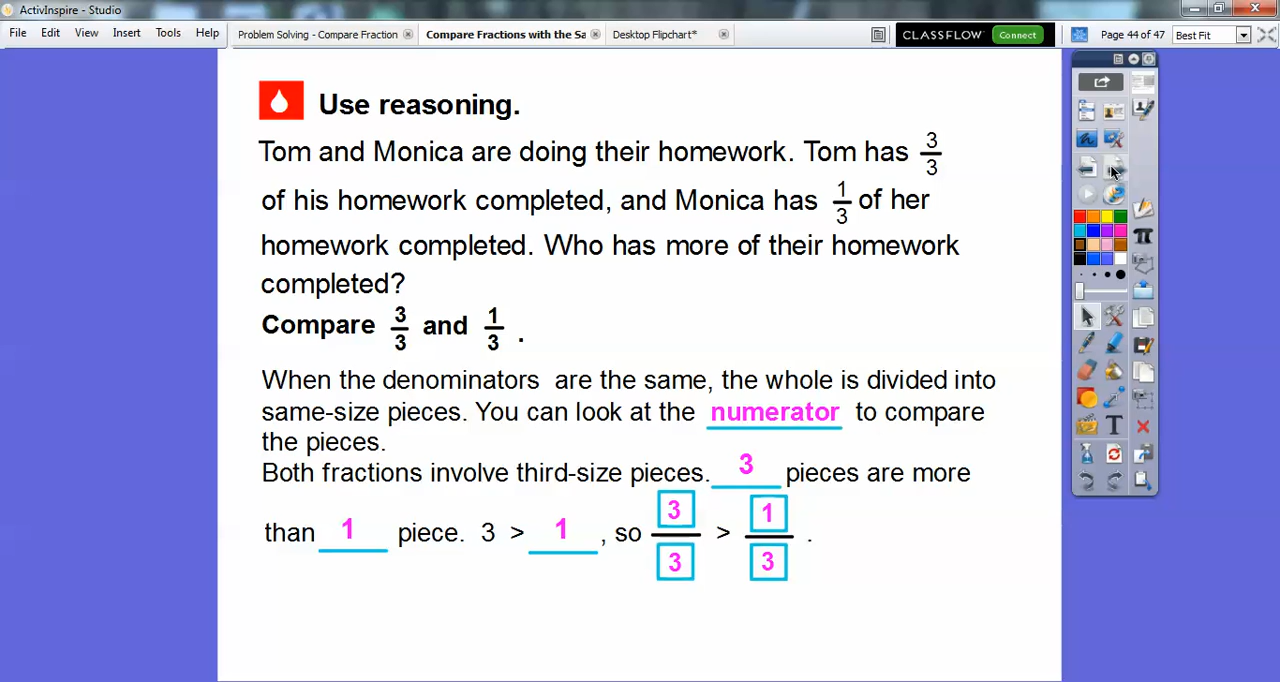 ActivInspire - Studio
File Edit View Insert Tools Help
Problem Solving - Compare Fraction
Compare Fractions with the Sa
Desktop Flipchart*
CLASSFLOW Connect
Page 44 of 47
Best Fit
Use reasoning.
Tom and Monica are doing their homework. Tom has 3/3
of his homework completed, and Monica has 1/3 of her
homework completed. Who has more of their homework
completed?
Compare 3/3 and 1/3 .
When the denominators are the same, the whole is divided into
same-size pieces. You can look at the numerator to compare
the pieces.
Both fractions involve third-size pieces. 3 pieces are more
than 1 piece. 3 > 1 , so 3/3 > 1/3 .